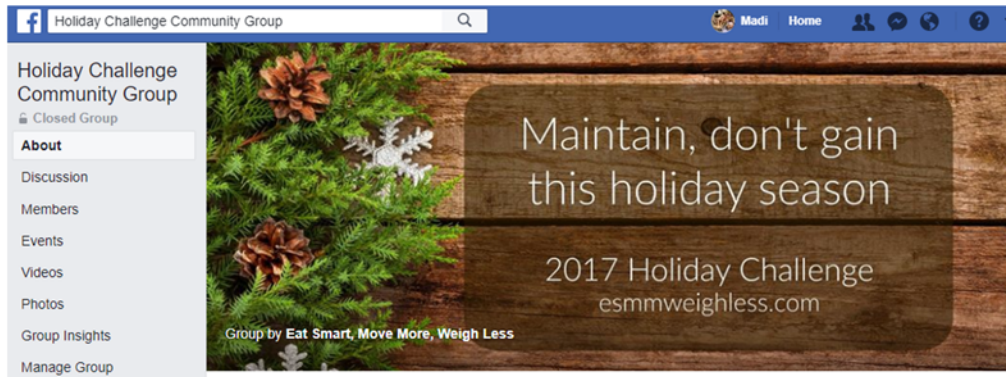 Holiday Challenge Community Group
Madi
Home
Holiday Challenge
Community Group
Closed Group
About
Discussion
Members
Events
Videos
Photos
Group Insights
Manage Group
Maintain, don't gain
this holiday season
2017 Holiday Challenge
esmmweighless.com
Group by Eat Smart, Move More, Weigh Less